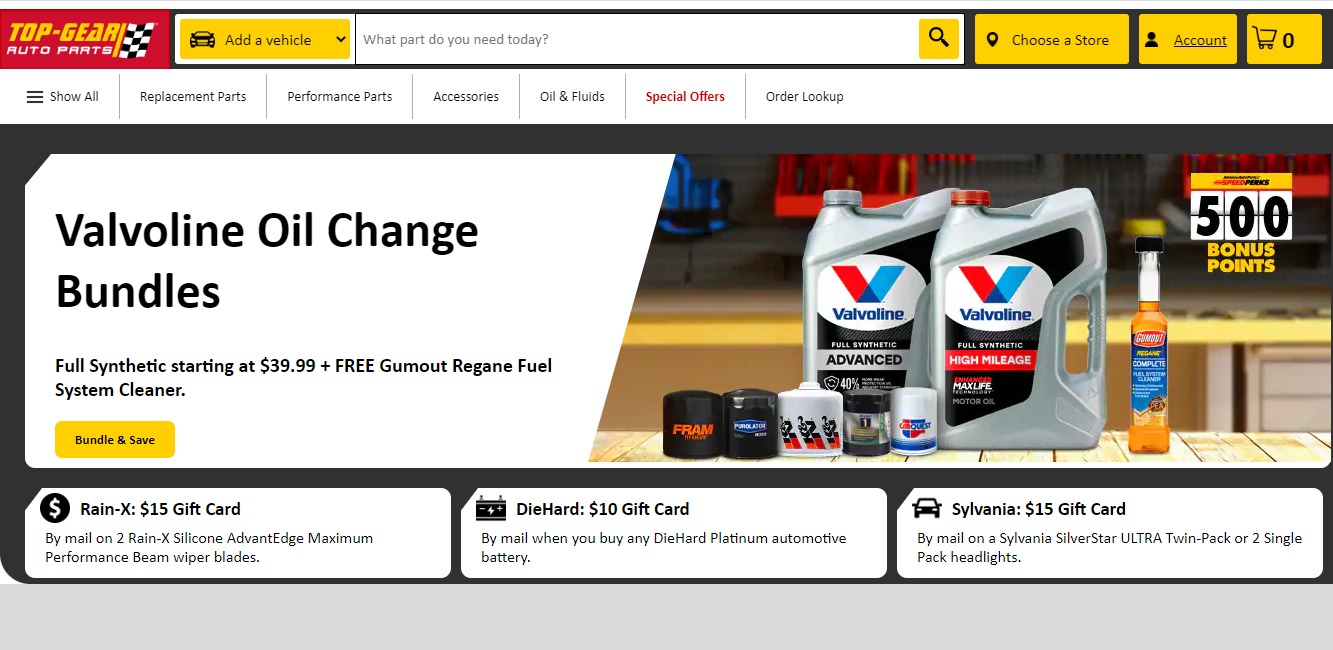 TOP-GEAR
AUTO PARTS
Add a vehicle
What part do you need today?
Choose a Store
Account
0
Show All
Replacement Parts
Performance Parts
Accessories
Oil & Fluids
Special Offers
Order Lookup
Valvoline Oil Change
Bundles
Full Synthetic starting at $39.99 + FREE Gumout Regane Fuel
System Cleaner.
Bundle & Save
SPEEDPERKS
500
BONUS
POINTS
Valvoline
FULL SYNTHETIC
ADVANCED
40%
Valvoline
FULL SYNTHETIC
HIGH MILEAGE
ENHANCED
MAXLIFE
TECHNOLOGY
MOTOR OIL
GUMOUT
REGANE
COMPLETE
FUEL SYSTEM
CLEANER
FRAM
PUROLATOR
BOSS
K&N
CARQUEST
Rain-X: $15 Gift Card
By mail on 2 Rain-X Silicone AdvantEdge Maximum
Performance Beam wiper blades.
DieHard: $10 Gift Card
By mail when you buy any DieHard Platinum automotive
battery.
Sylvania: $15 Gift Card
By mail on a Sylvania SilverStar ULTRA Twin-Pack or 2 Single
Pack headlights.